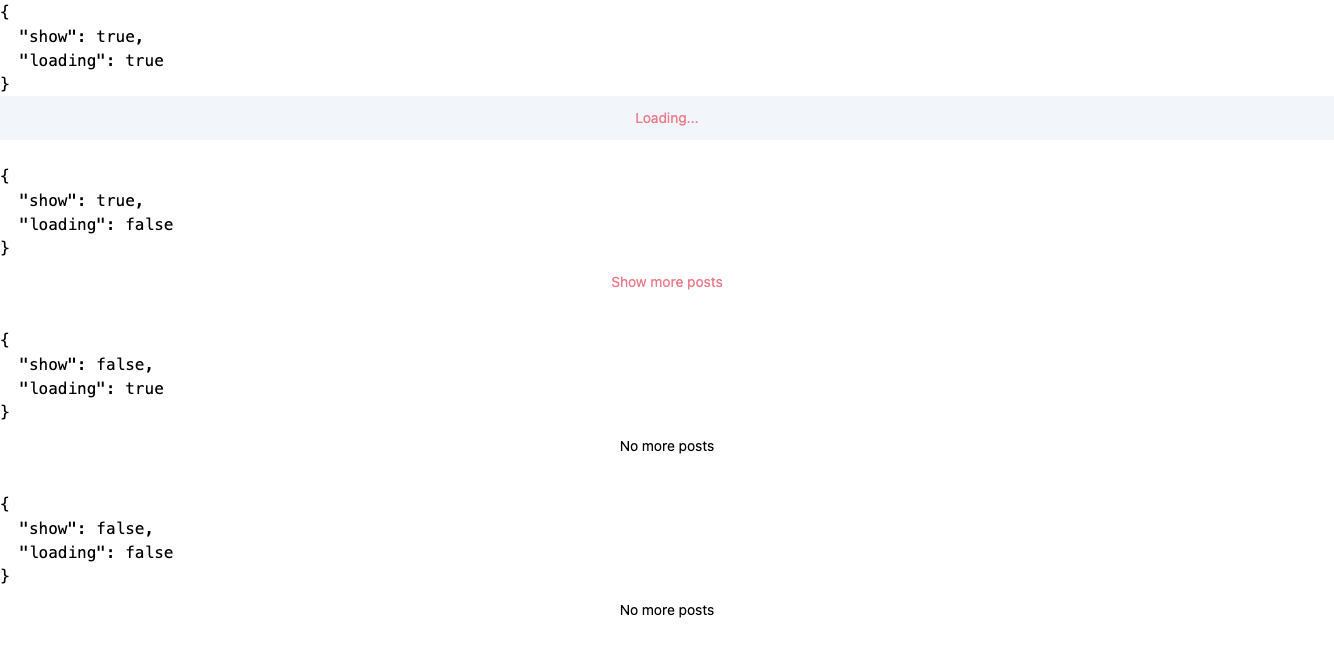 {
  "show": true,
  "loading": true
}
Loading...
{
  "show": true,
  "loading": false
}
Show more posts
{
  "show": false,
  "loading": true
}
No more posts
{
  "show": false,
  "loading": false
}
No more posts